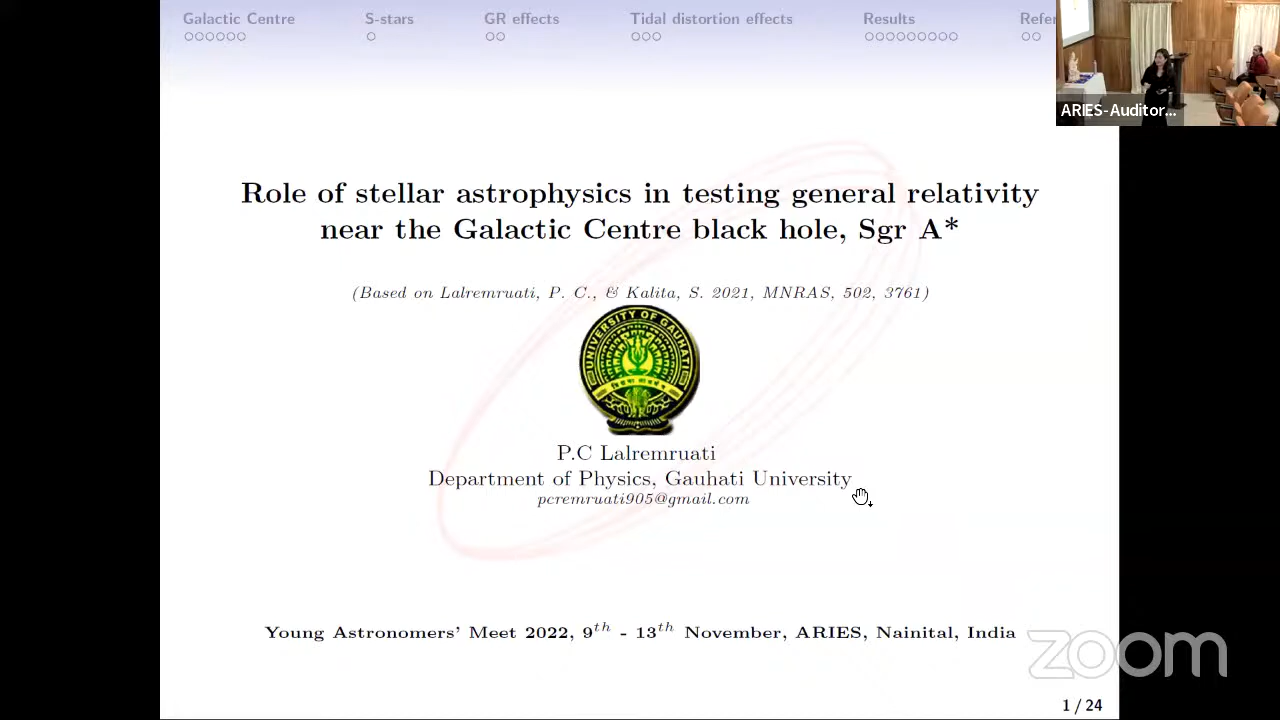 Galactic Centre S-stars GR effects Tidal distortion effects Results Refer
ARIES-Auditor...
Role of stellar astrophysics in testing general relativity
near the Galactic Centre black hole, Sgr A*
(Based on Lalremruati, P. C., & Kalita, S. 2021, MNRAS, 502, 3761)
UNIVERSITY OF GAUHATI
P.C Lalremruati
Department of Physics, Gauhati University
pcremruati905@gmail.com
Young Astronomers' Meet 2022, 9th - 13th November, ARIES, Nainital, India
zoom
1 / 24